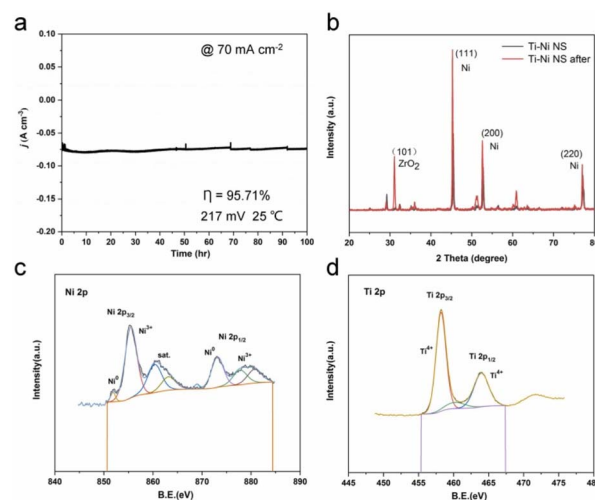 a
@ 70 mA cm-2
j (A cm-3)
0.10
0.05
0.00
-0.05
-0.10
-0.15
-0.20
η = 95.71%
217 mV 25 ℃
0 10 20 30 40 50 60 70 80 90 100
Time (hr)
b
Ti-Ni NS
Ti-Ni NS after
Intensity (a.u.)
(111)
Ni
(101)
ZrO2
(200)
Ni
(220)
Ni
20 30 40 50 60 70 80
2 Theta (degree)
c
Ni 2p
Intensity(a.u.)
Ni 2p3/2
Ni3+
Ni0
sat.
Ni 2p1/2
Ni0
Ni3+
840 850 860 870 880 890
B.E.(eV)
d
Ti 2p
Intensity(a.u.)
Ti 2p3/2
Ti4+
Ti 2p1/2
Ti4+
445 450 455 460 465 470 475 480
B.E.(eV)